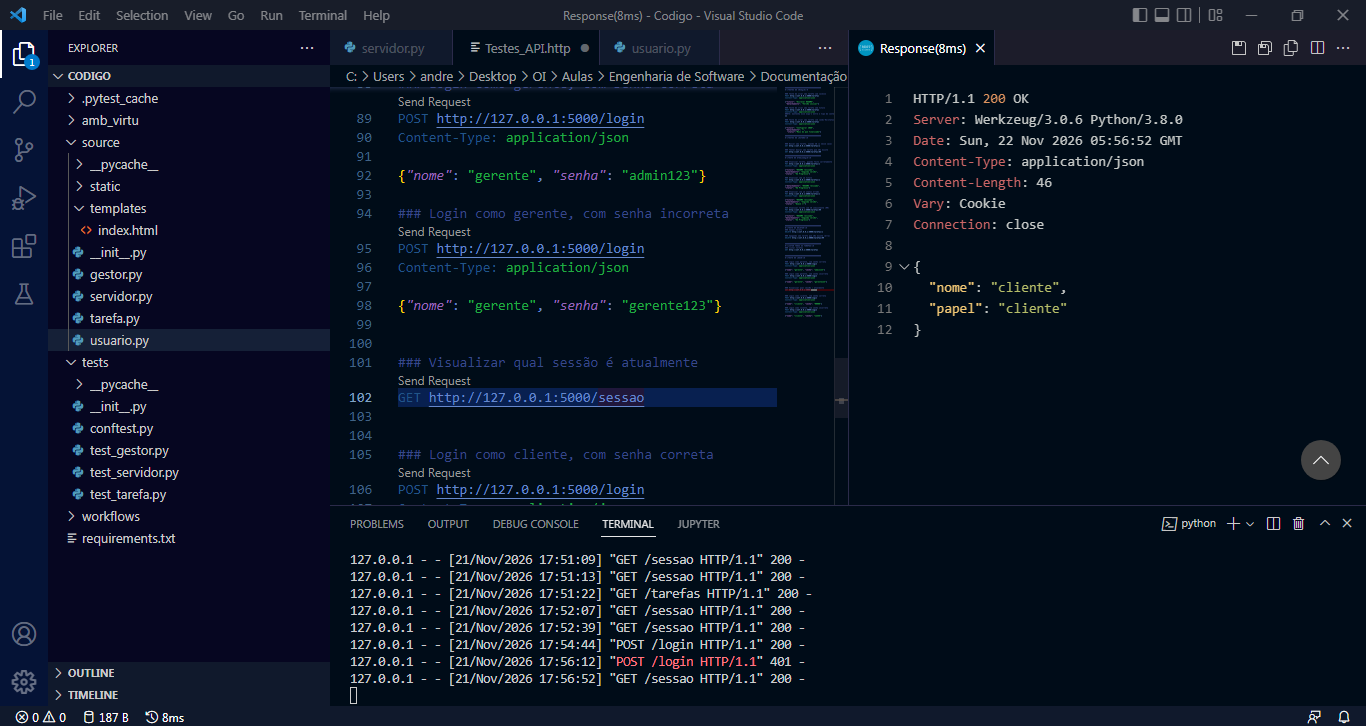 File Edit Selection View Go Run Terminal Help
Response(8ms) - Codigo - Visual Studio Code
1
EXPLORER
CODIGO
.pytest_cache
amb_virtu
source
__pycache__
static
templates
index.html
__init__.py
gestor.py
servidor.py
tarefa.py
usuario.py
tests
__pycache__
__init__.py
conftest.py
test_gestor.py
test_servidor.py
test_tarefa.py
workflows
requirements.txt
OUTLINE
TIMELINE
servidor.py
Testes_API.http
usuario.py
C: > Users > andre > Desktop > OI > Aulas > Engenharia de Software > Documentação
Send Request
89 POST http://127.0.0.1:5000/login
90 Content-Type: application/json
91
92 {"nome": "gerente", "senha": "admin123"}
93
94 ### Login como gerente, com senha incorreta
Send Request
95 POST http://127.0.0.1:5000/login
96 Content-Type: application/json
97
98 {"nome": "gerente", "senha": "gerente123"}
99
100
101 ### Visualizar qual sessão é atualmente
Send Request
102 GET http://127.0.0.1:5000/sessao
103
104
105 ### Login como cliente, com senha correta
Send Request
106 POST http://127.0.0.1:5000/login
Response(8ms)
1 HTTP/1.1 200 OK
2 Server: Werkzeug/3.0.6 Python/3.8.0
3 Date: Sun, 22 Nov 2026 05:56:52 GMT
4 Content-Type: application/json
5 Content-Length: 46
6 Vary: Cookie
7 Connection: close
8
9 {
10 "nome": "cliente",
11 "papel": "cliente"
12 }
PROBLEMS OUTPUT DEBUG CONSOLE TERMINAL JUPYTER
python
127.0.0.1 - - [21/Nov/2026 17:51:09] "GET /sessao HTTP/1.1" 200 -
127.0.0.1 - - [21/Nov/2026 17:51:13] "GET /sessao HTTP/1.1" 200 -
127.0.0.1 - - [21/Nov/2026 17:51:22] "GET /tarefas HTTP/1.1" 200 -
127.0.0.1 - - [21/Nov/2026 17:52:07] "GET /sessao HTTP/1.1" 200 -
127.0.0.1 - - [21/Nov/2026 17:52:39] "GET /sessao HTTP/1.1" 200 -
127.0.0.1 - - [21/Nov/2026 17:54:44] "POST /login HTTP/1.1" 200 -
127.0.0.1 - - [21/Nov/2026 17:56:12] "POST /login HTTP/1.1" 401 -
127.0.0.1 - - [21/Nov/2026 17:56:52] "GET /sessao HTTP/1.1" 200 -
0 0 187 B 8ms